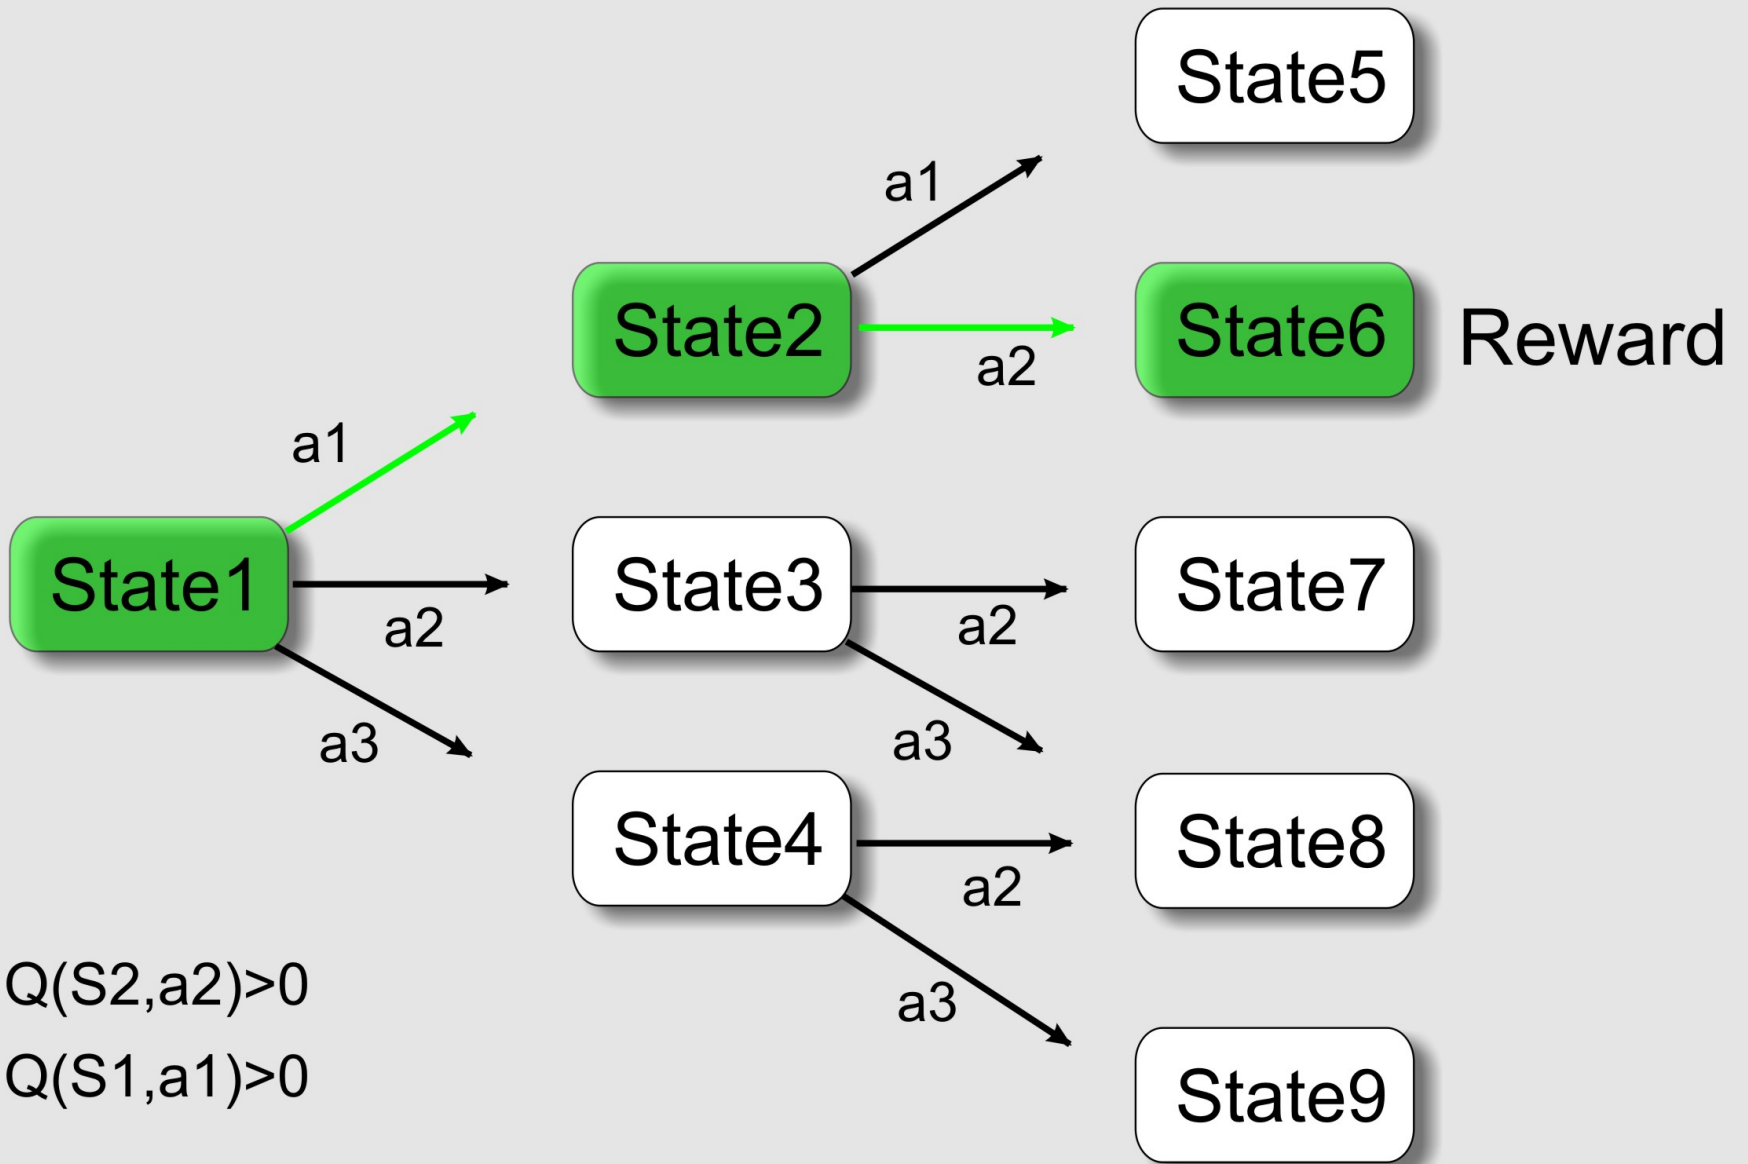 State5
a1
State2
a2
State6
Reward
a1
State1
a2
State3
a2
State7
a3
a3
State4
a2
State8
a3
State9
Q(S2,a2)>0
Q(S1,a1)>0